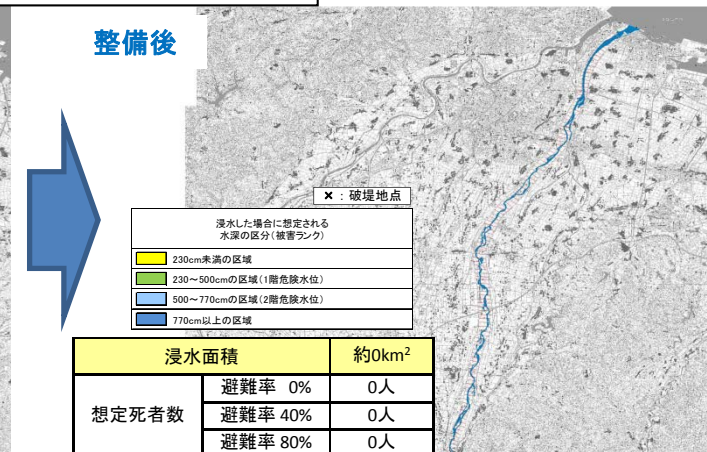 整備後
×：破堤地点
浸水した場合に想定される
水深の区分（被害ランク）
230cm未満の区域
230～500cmの区域（1階危険水位）
500～770cmの区域（2階危険水位）
770cm以上の区域
浸水面積 約0km²
想定死者数 避難率 0% 0人
避難率 40% 0人
避難率 80% 0人